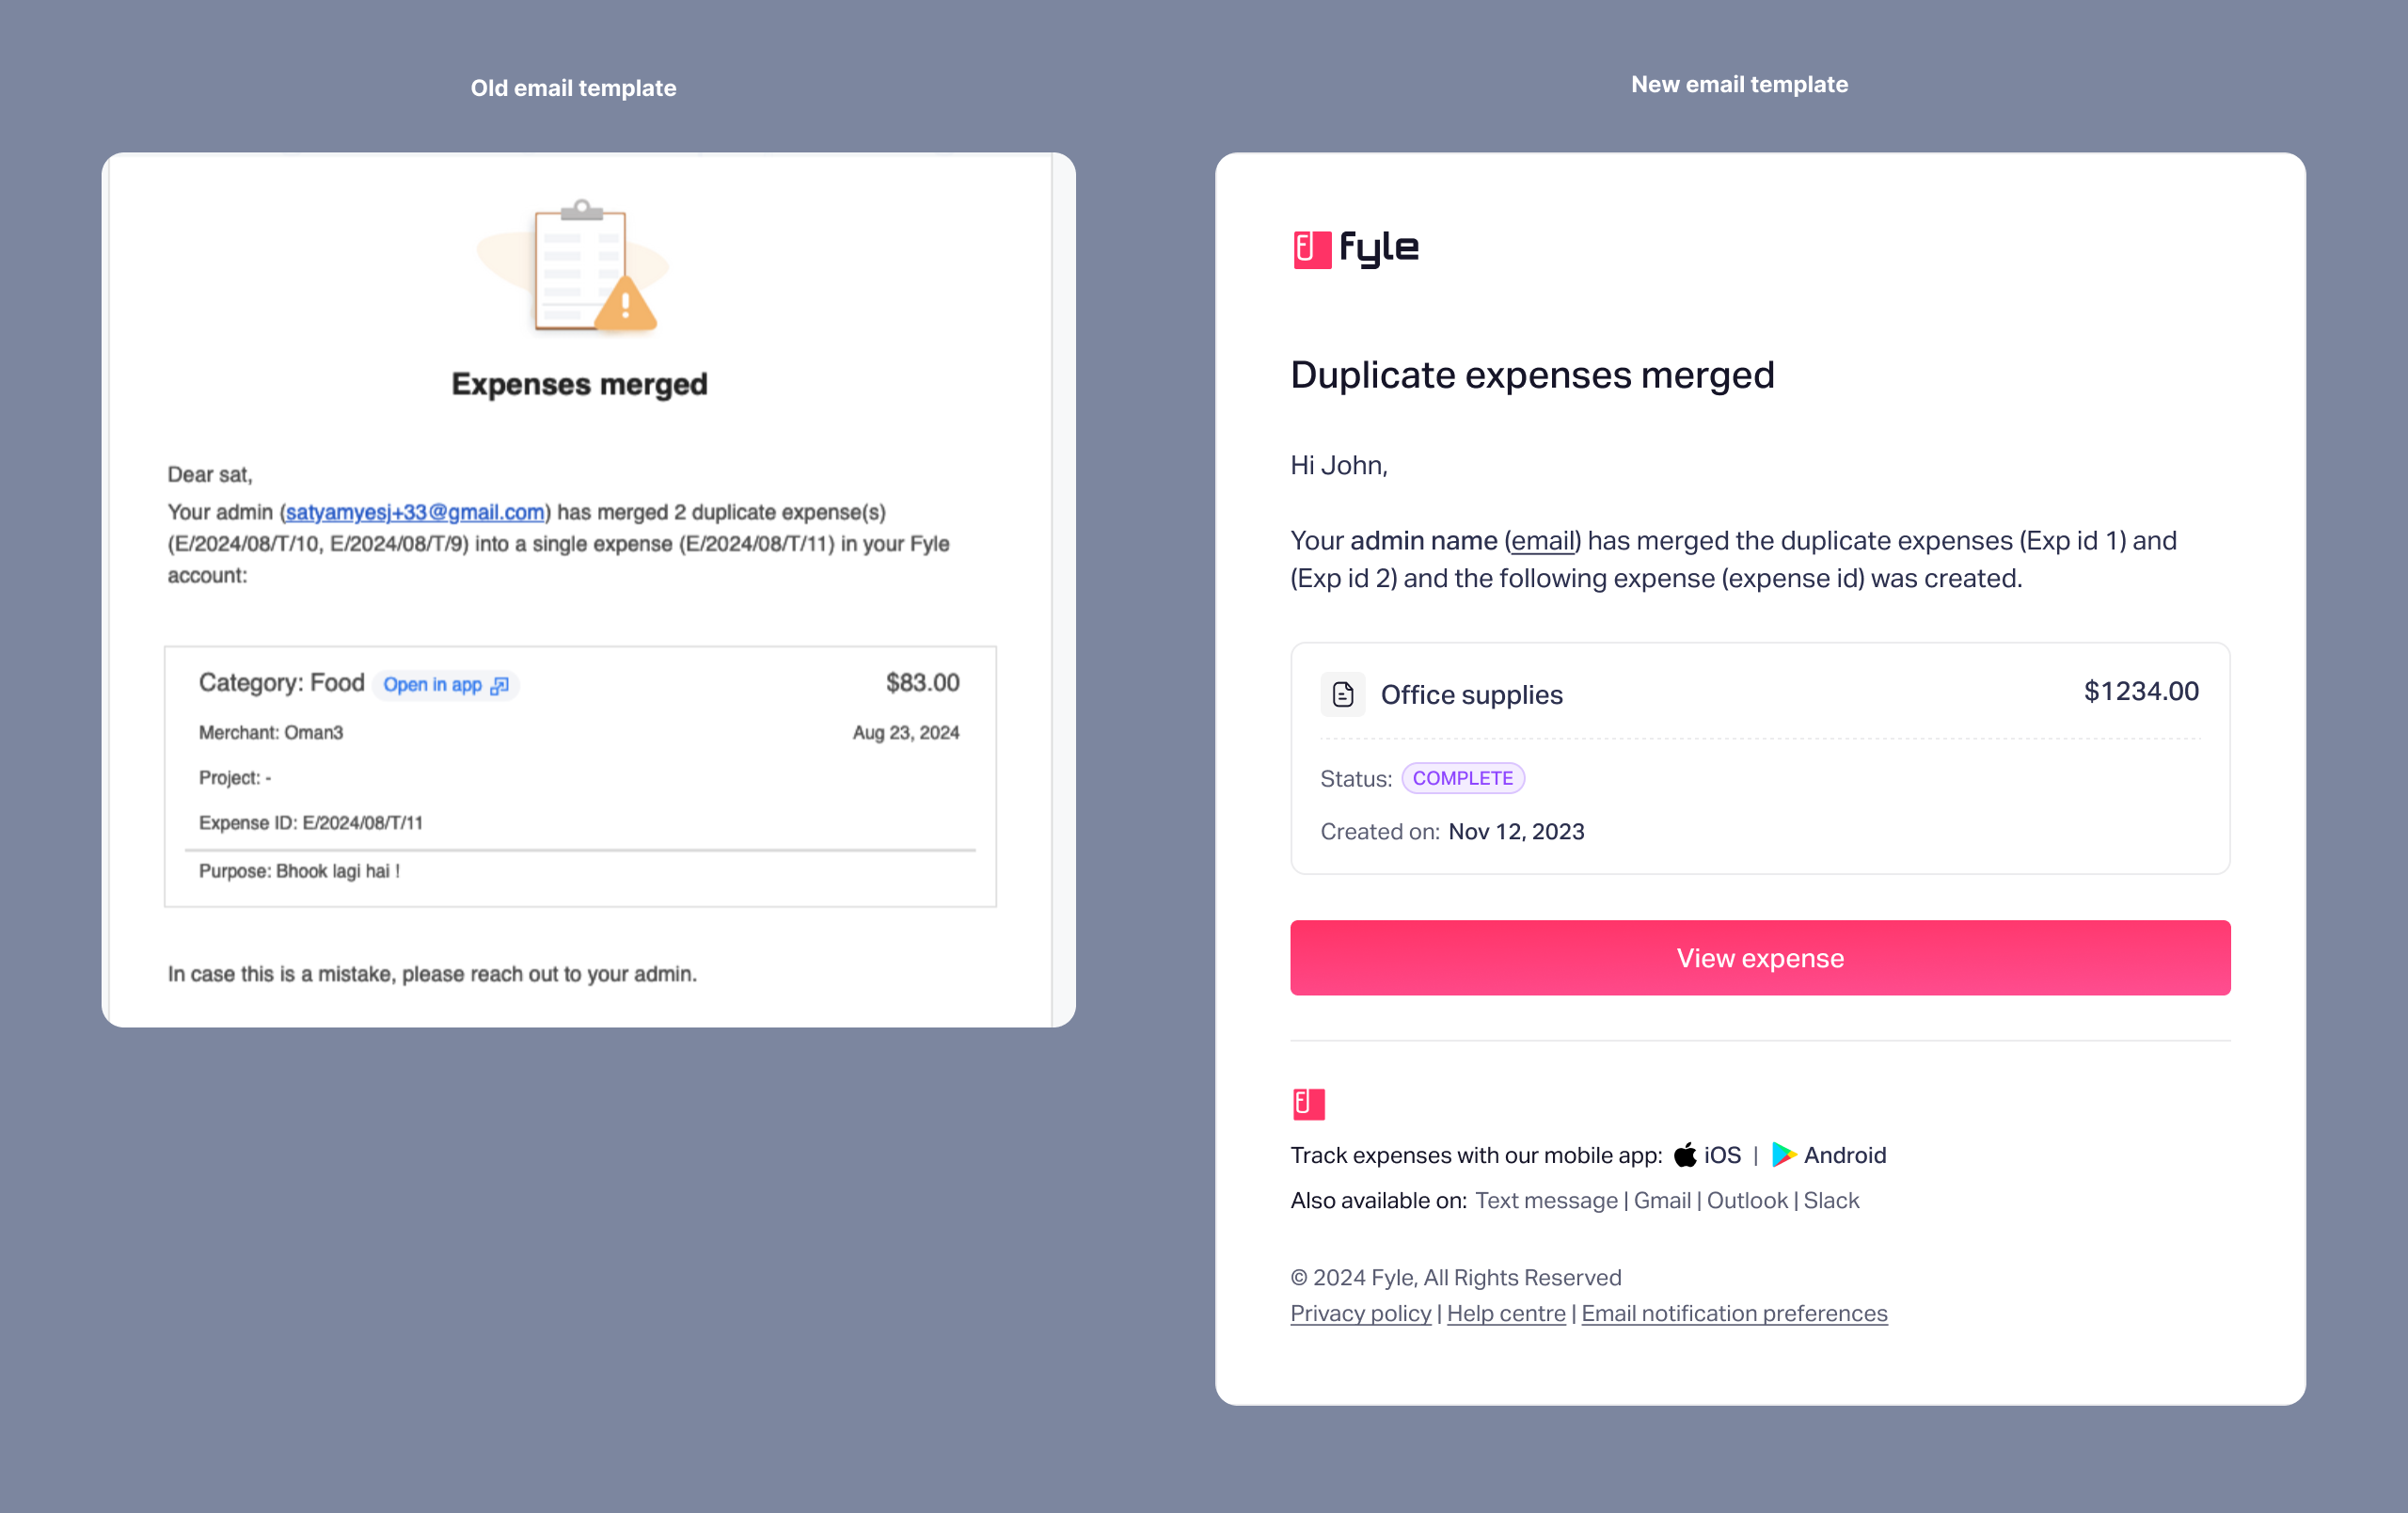 Old email template
Expenses merged
Dear sat,
Your admin (satyamyesj+33@gmail.com) has merged 2 duplicate expense(s)
(E/2024/08/T/10, E/2024/08/T/9) into a single expense (E/2024/08/T/11) in your Fyle
account:
Category: Food Open in app $83.00
Merchant: Oman3 Aug 23, 2024
Project: -
Expense ID: E/2024/08/T/11
Purpose: Bhook lagi hai !
In case this is a mistake, please reach out to your admin.
New email template
fyle
Duplicate expenses merged
Hi John,
Your admin name (email) has merged the duplicate expenses (Exp id 1) and
(Exp id 2) and the following expense (expense id) was created.
Office supplies $1234.00
Status: COMPLETE
Created on: Nov 12, 2023
View expense
Track expenses with our mobile app: iOS | Android
Also available on: Text message | Gmail | Outlook | Slack
© 2024 Fyle, All Rights Reserved
Privacy policy | Help centre | Email notification preferences